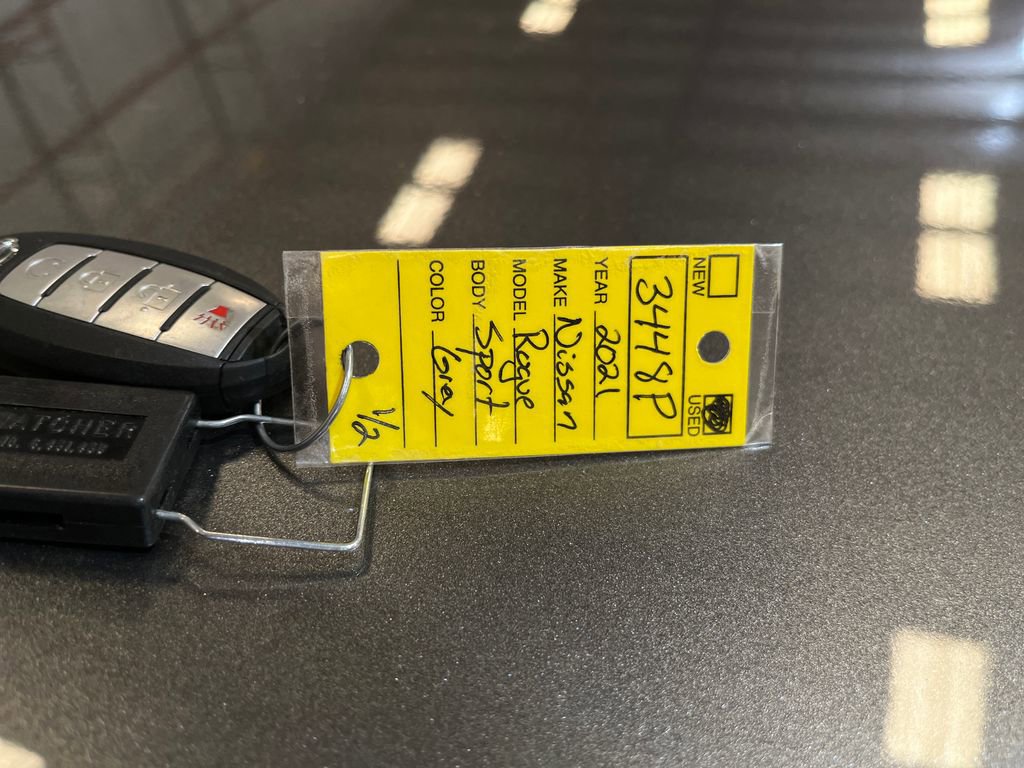 NEW USED
3448P
YEAR 2021
MAKE Nissan
MODEL Rogue
BODY Sport
COLOR Grey
1/2